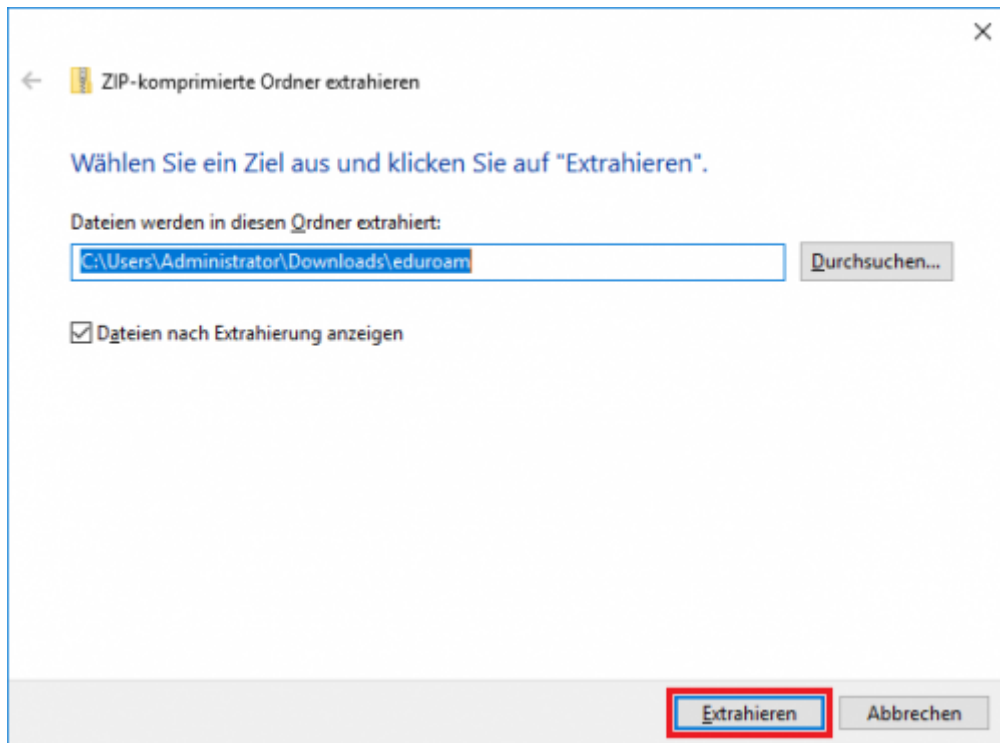 ZIP-komprimierte Ordner extrahieren
Wählen Sie ein Ziel aus und klicken Sie auf "Extrahieren".
Dateien werden in diesen Ordner extrahiert:
C:\Users\Administrator\Downloads\eduroam
Durchsuchen...
Dateien nach Extrahierung anzeigen
Extrahieren
Abbrechen